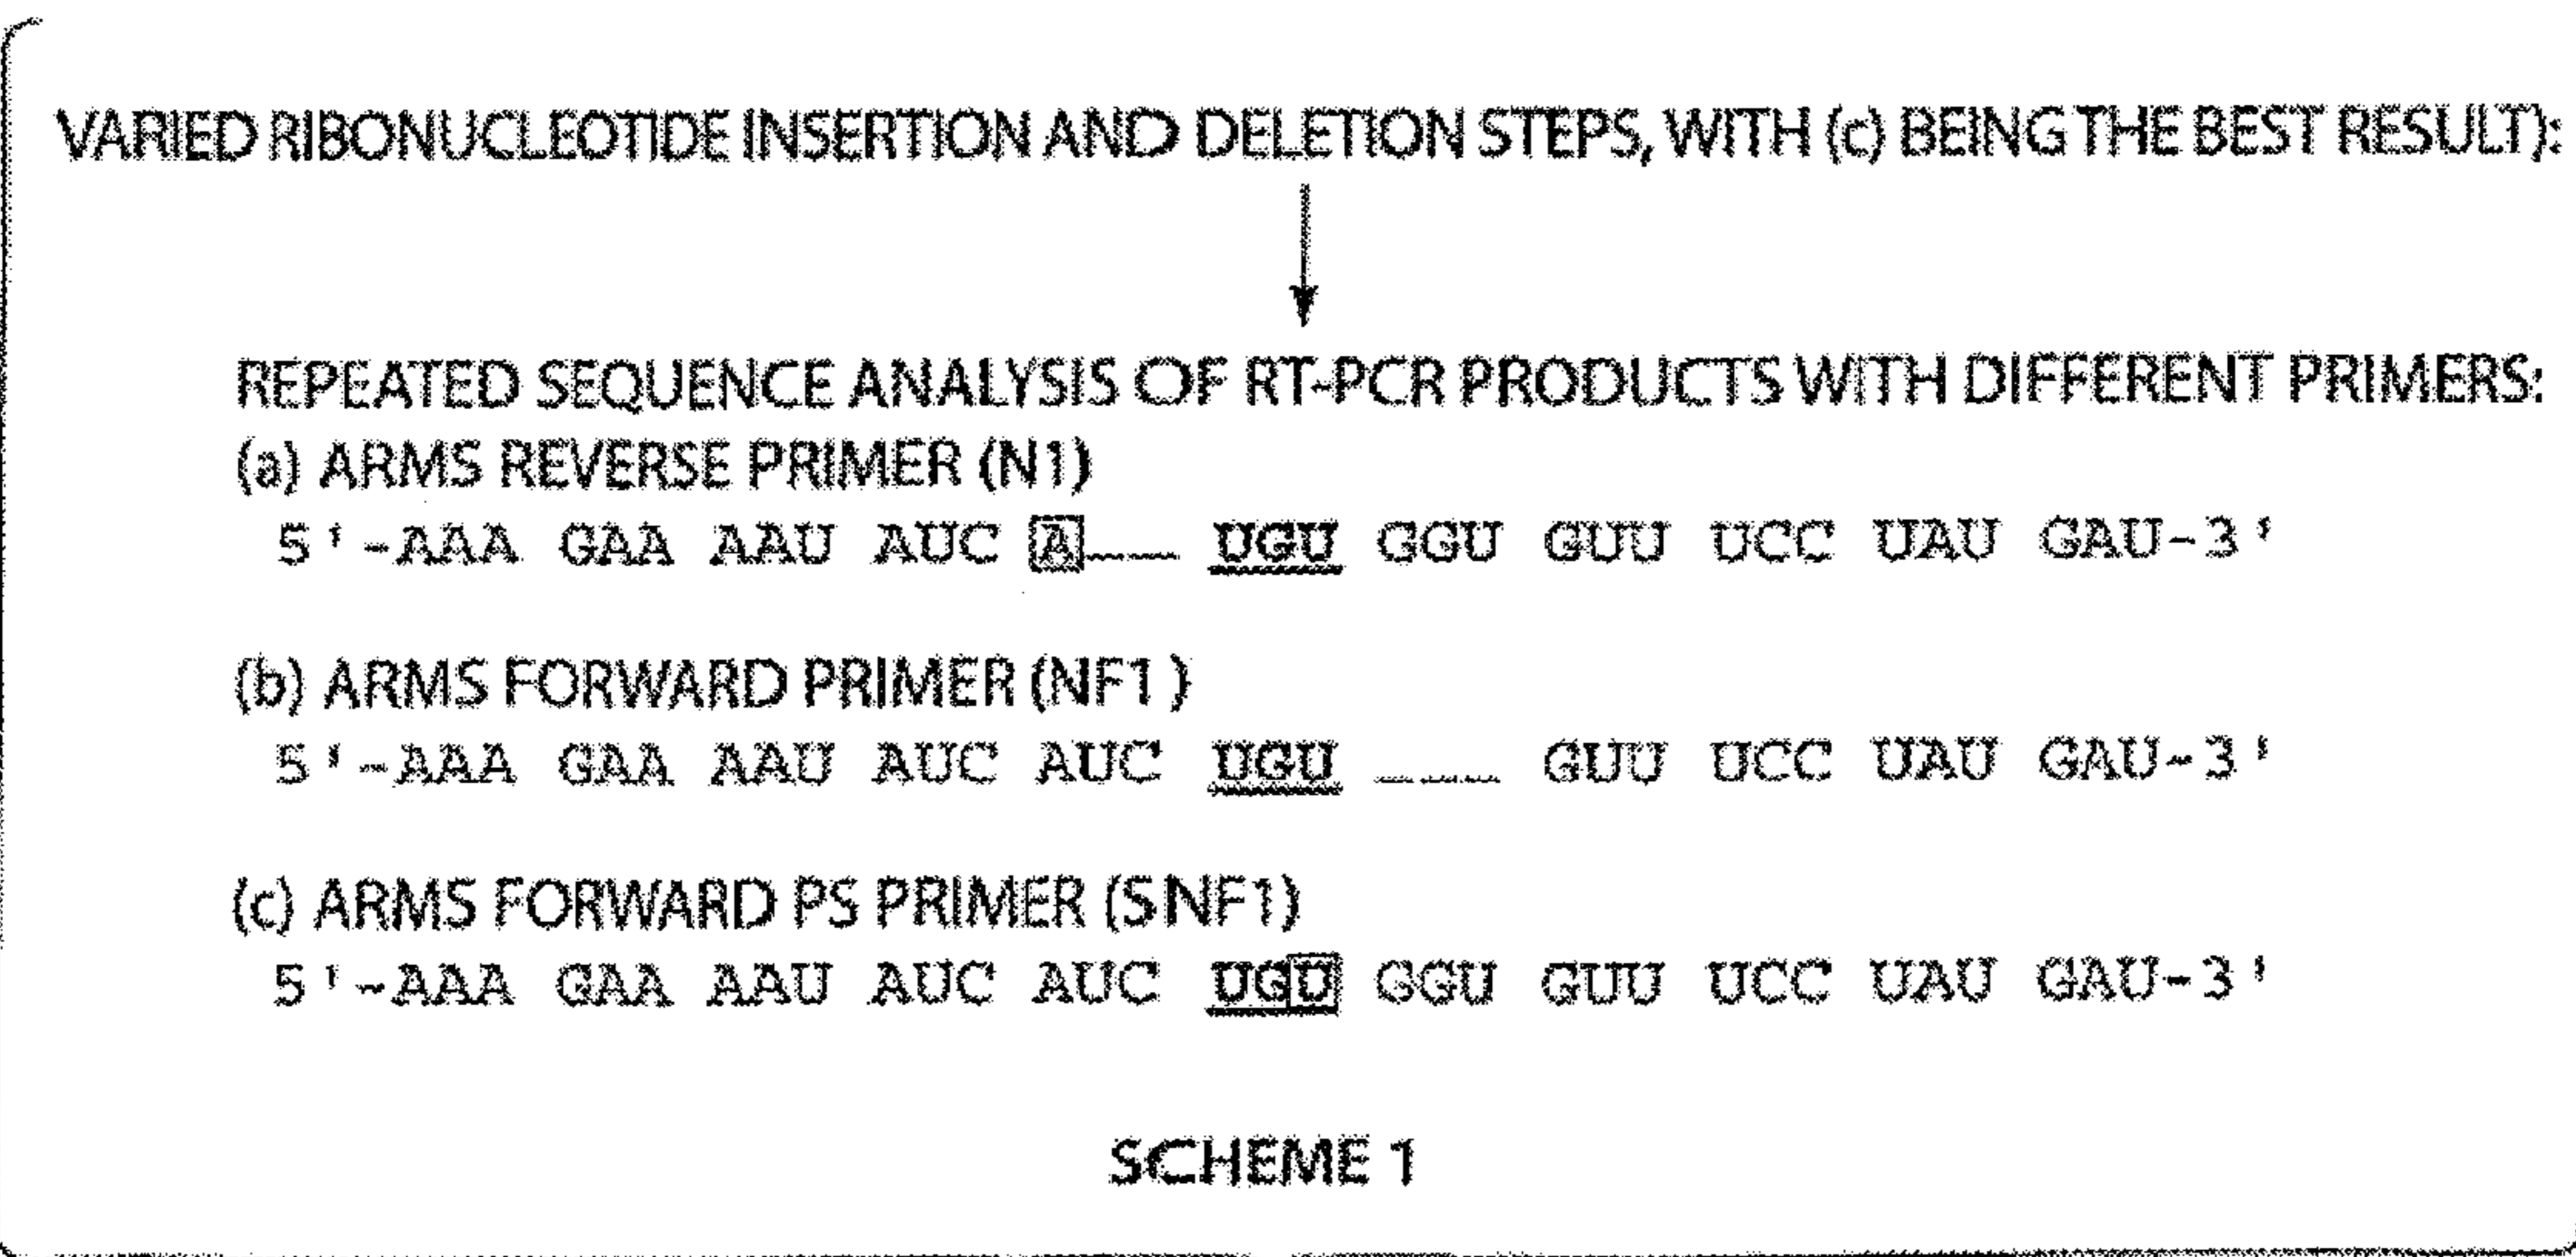 VARIED RIBONUCLEOTIDE INSERTION AND DELETION STEPS, WITH (c) BEING THE BEST RESULT):
REPEATED SEQUENCE ANALYSIS OF RT-PCR PRODUCTS WITH DIFFERENT PRIMERS:
(a) ARMS REVERSE PRIMER (N1)
5'-AAA GAA AAU AUC A__ UGU GGU GUU UCC UAU GAU-3'
(b) ARMS FORWARD PRIMER (NF1 )
5'-AAA GAA AAU AUC AUC UGU ___ GUU UCC UAU GAU-3'
(c) ARMS FORWARD PS PRIMER (SNF1)
5'-AAA GAA AAU AUC AUC UGU GGU GUU UCC UAU GAU-3'
SCHEME 1